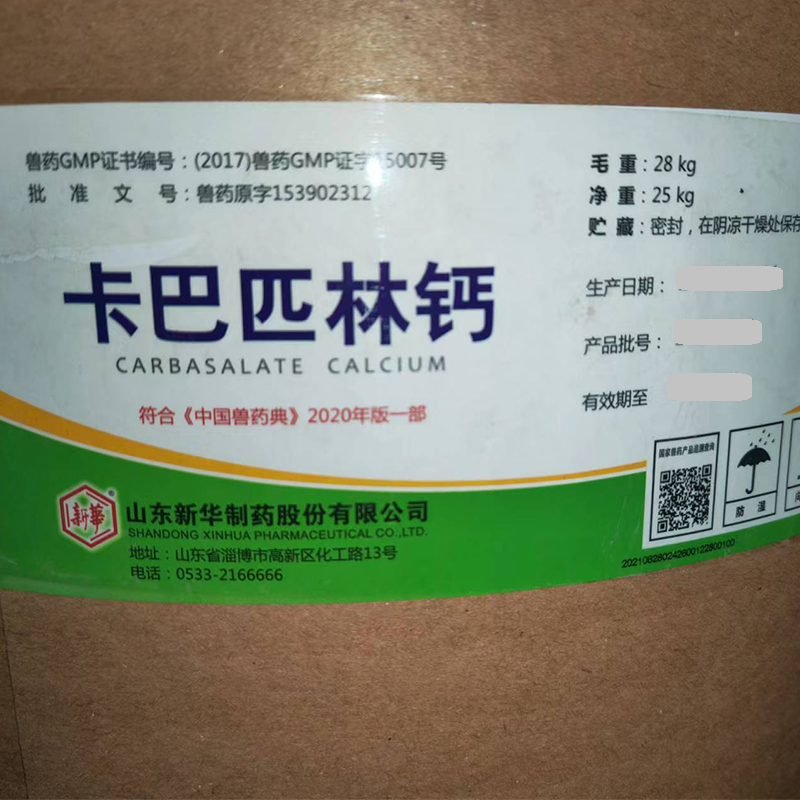 兽药GMP证书编号：(2017)兽药GMP证字15007号
批 准 文 号：兽药原字153902312
毛 重：28 kg
净 重：25 kg
贮 藏：密封，在阴凉干燥处保存
卡巴匹林钙
CARBASALATE CALCIUM
符合《中国兽药典》2020年版一部
生产日期：
产品批号：
有效期至
国家兽药产品追溯查询
防 湿
新華®
山东新华制药股份有限公司
SHANDONG XINHUA PHARMACEUTICAL CO.,LTD.
地址：山东省淄博市高新区化工路13号
电话：0533-2166666
202108280242600122800100